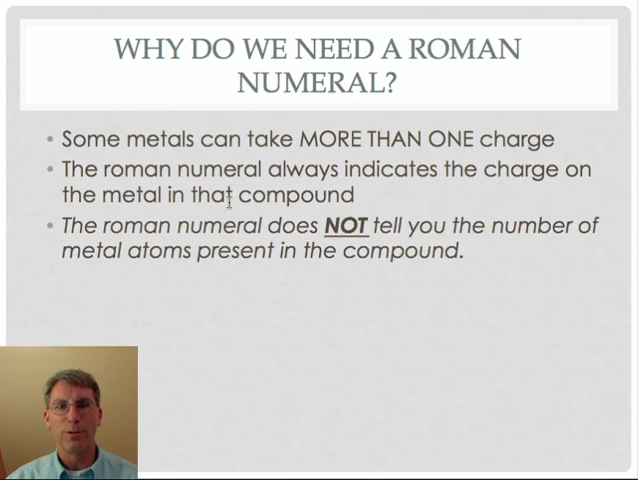 WHY DO WE NEED A ROMAN
NUMERAL?
• Some metals can take MORE THAN ONE charge
• The roman numeral always indicates the charge on
the metal in that compound
• The roman numeral does NOT tell you the number of
metal atoms present in the compound.